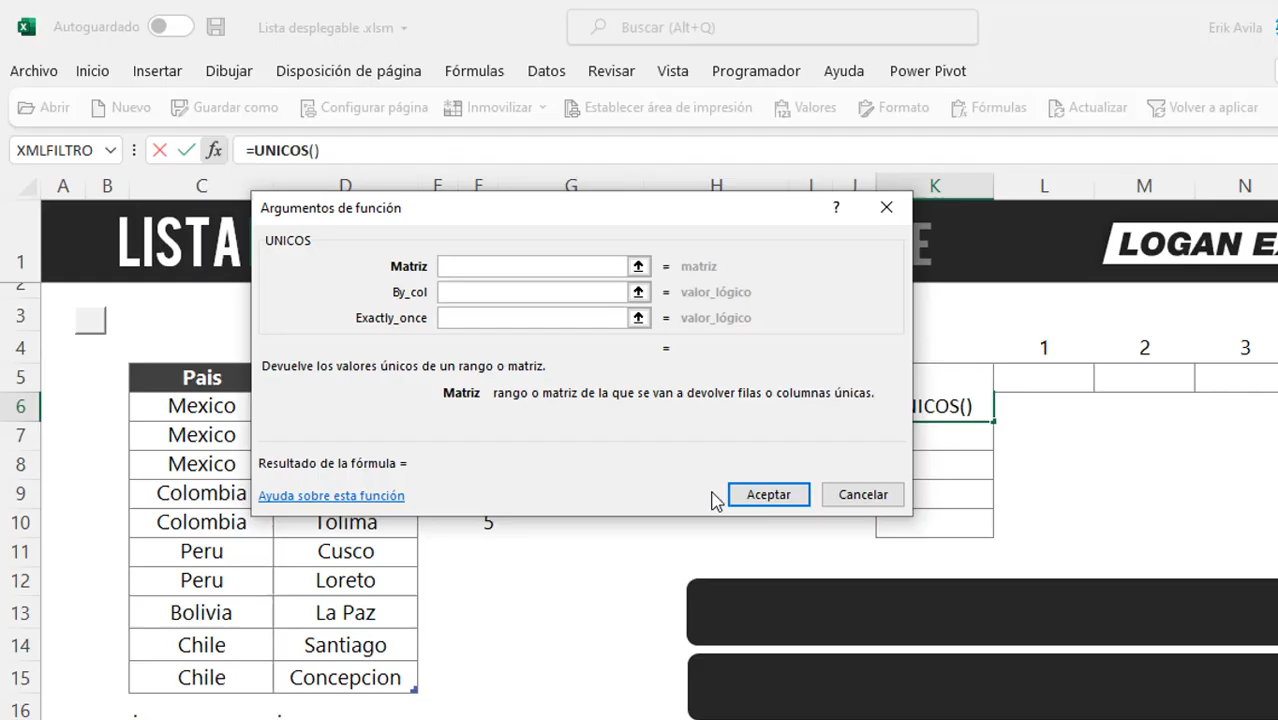 Autoguardado
Lista desplegable .xlsm
Buscar (Alt+Q)
Erik Avila
Archivo Inicio Insertar Dibujar Disposición de página Fórmulas Datos Revisar Vista Programador Ayuda Power Pivot
Abrir Nuevo Guardar como Configurar página Inmovilizar Establecer área de impresión Valores Formato Fórmulas Actualizar Volver a aplicar
XMLFILTRO fx =UNICOS()
A B C D E F G H I J K L M N
1 LISTA E LOGAN EX
2
3
4 1 2 3
5 Pais
6 Mexico NICOS()
7 Mexico
8 Mexico
9 Colombia
10 Colombia Tolima 5
11 Peru Cusco
12 Peru Loreto
13 Bolivia La Paz
14 Chile Santiago
15 Chile Concepcion
16
Argumentos de función ?
UNICOS
Matriz = matriz
By_col = valor_lógico
Exactly_once = valor_lógico
=
Devuelve los valores únicos de un rango o matriz.
Matriz rango o matriz de la que se van a devolver filas o columnas únicas.
Resultado de la fórmula =
Ayuda sobre esta función
Aceptar Cancelar